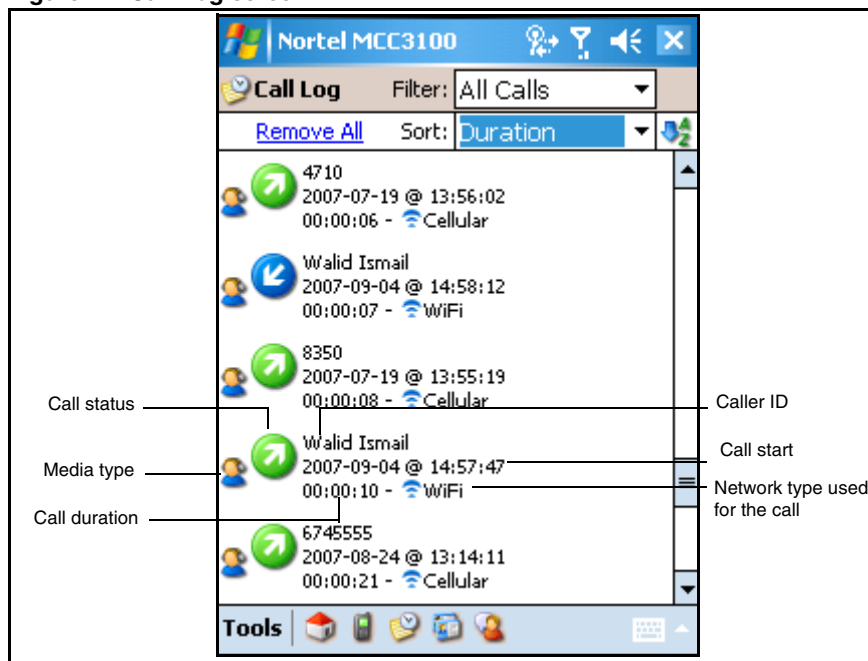 Nortel MCC3100
Call Log Filter: All Calls
Remove All Sort: Duration
4710
2007-07-19 @ 13:56:02
00:00:06 - Cellular
Walid Ismail
2007-09-04 @ 14:58:12
00:00:07 - WiFi
8350
2007-07-19 @ 13:55:19
00:00:08 - Cellular
Call status
Caller ID
Walid Ismail
Call start
2007-09-04 @ 14:57:47
Media type
00:00:10 - WiFi
Network type used
for the call
Call duration
6745555
2007-08-24 @ 13:14:11
00:00:21 - Cellular
Tools